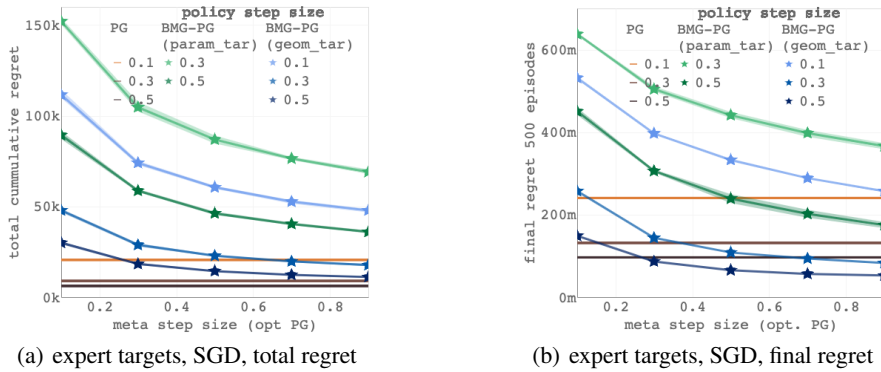 policy step size
PG BMG-PG (param_tar) BMG-PG (geom_tar)
0.1 0.3 0.1
0.3 0.5 0.3
0.5 0.5
150k
100k
50k
0k
total cummulative regret
0.2 0.4 0.6 0.8
meta step size (opt PG)
(a) expert targets, SGD, total regret
policy step size
PG BMG-PG (param_tar) BMG-PG (geom_tar)
0.1 0.3 0.1
0.3 0.5 0.3
0.5 0.5
600m
400m
200m
0m
final regret 500 episodes
0.2 0.4 0.6 0.8
meta step size (opt. PG)
(b) expert targets, SGD, final regret